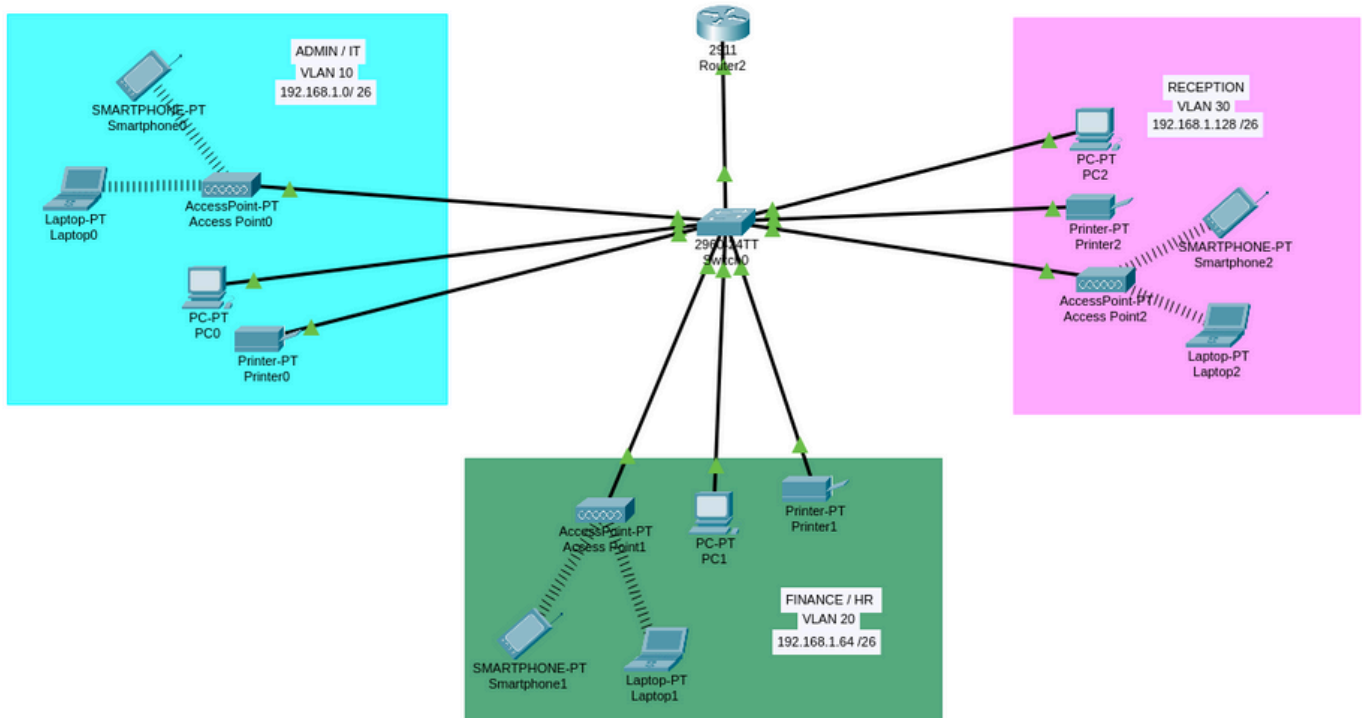 ADMIN / IT
VLAN 10
192.168.1.0/ 26
SMARTPHONE-PT
Smartphone0
Laptop-PT
Laptop0
AccessPoint-PT
Access Point0
PC-PT
PC0
Printer-PT
Printer0
2911
Router2
2960-24TT
Switch0
RECEPTION
VLAN 30
192.168.1.128 /26
PC-PT
PC2
Printer-PT
Printer2
SMARTPHONE-PT
Smartphone2
AccessPoint-PT
Access Point2
Laptop-PT
Laptop2
AccessPoint-PT
Access Point1
PC-PT
PC1
Printer-PT
Printer1
SMARTPHONE-PT
Smartphone1
Laptop-PT
Laptop1
FINANCE / HR
VLAN 20
192.168.1.64 /26